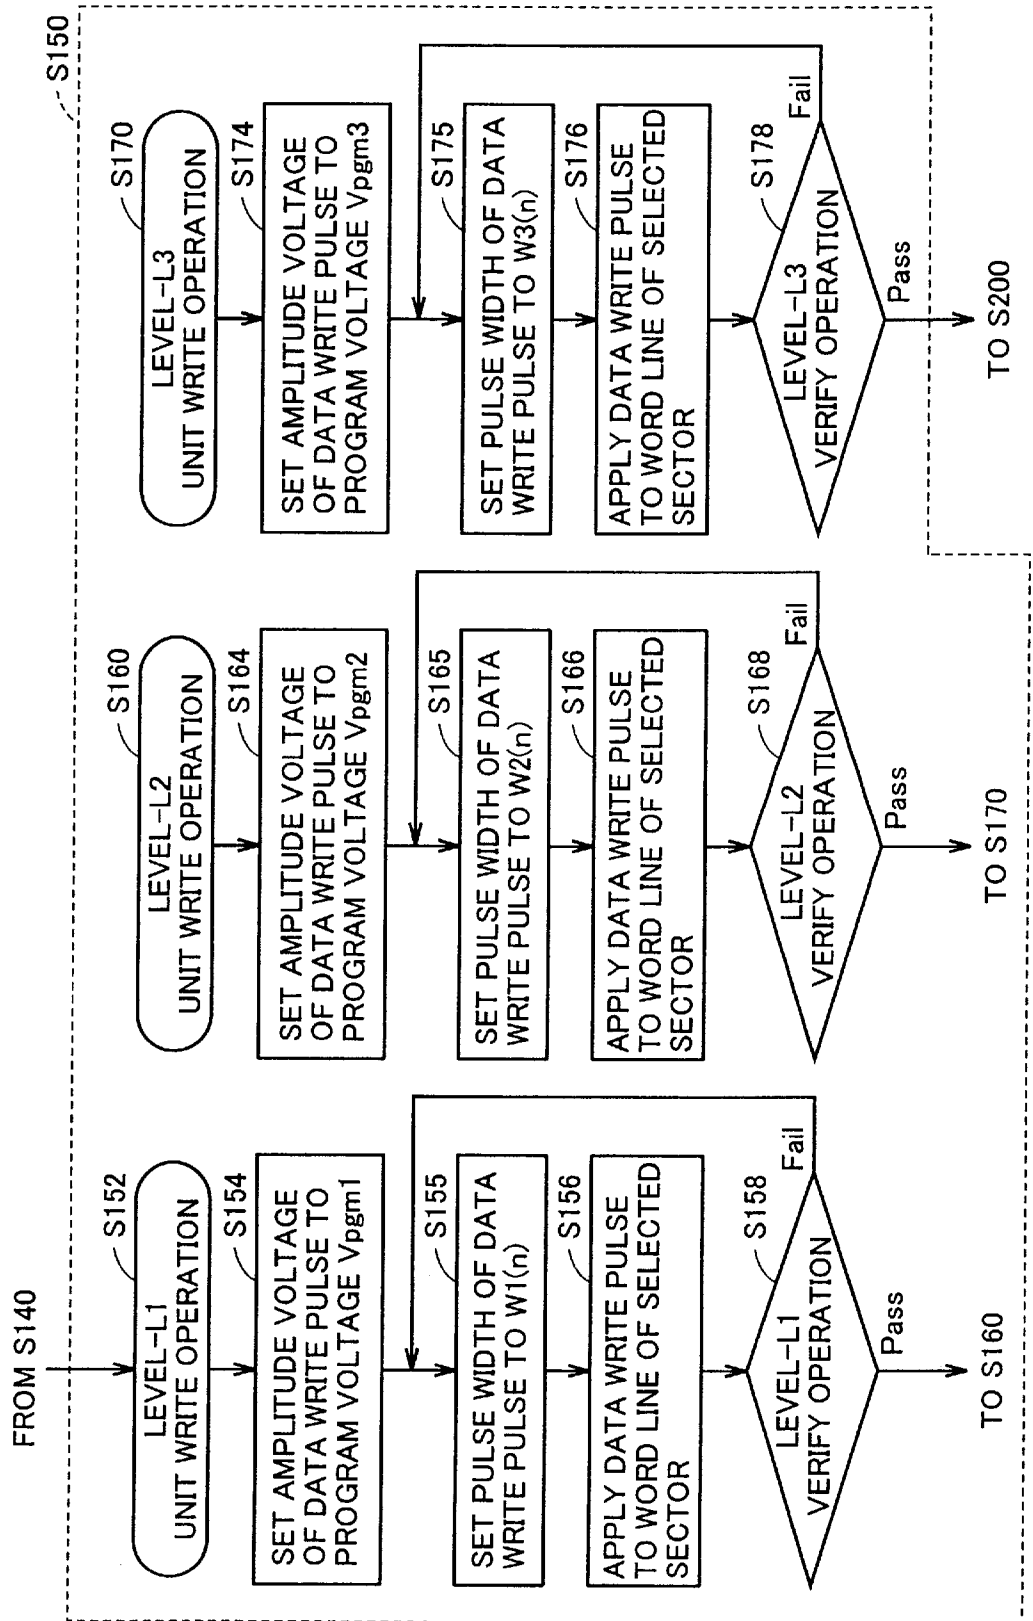 FROM S140
S150
S152
LEVEL-L1
UNIT WRITE OPERATION
S154
SET AMPLITUDE VOLTAGE
OF DATA WRITE PULSE TO
PROGRAM VOLTAGE Vpgm1
S155
SET PULSE WIDTH OF DATA
WRITE PULSE TO W1(n)
S156
APPLY DATA WRITE PULSE
TO WORD LINE OF SELECTED
SECTOR
S158
LEVEL-L1
VERIFY OPERATION
Fail
Pass
TO S160
S160
LEVEL-L2
UNIT WRITE OPERATION
S164
SET AMPLITUDE VOLTAGE
OF DATA WRITE PULSE TO
PROGRAM VOLTAGE Vpgm2
S165
SET PULSE WIDTH OF DATA
WRITE PULSE TO W2(n)
S166
APPLY DATA WRITE PULSE
TO WORD LINE OF SELECTED
SECTOR
S168
LEVEL-L2
VERIFY OPERATION
Fail
Pass
TO S170
S170
LEVEL-L3
UNIT WRITE OPERATION
S174
SET AMPLITUDE VOLTAGE
OF DATA WRITE PULSE TO
PROGRAM VOLTAGE Vpgm3
S175
SET PULSE WIDTH OF DATA
WRITE PULSE TO W3(n)
S176
APPLY DATA WRITE PULSE
TO WORD LINE OF SELECTED
SECTOR
S178
LEVEL-L3
VERIFY OPERATION
Fail
Pass
TO S200